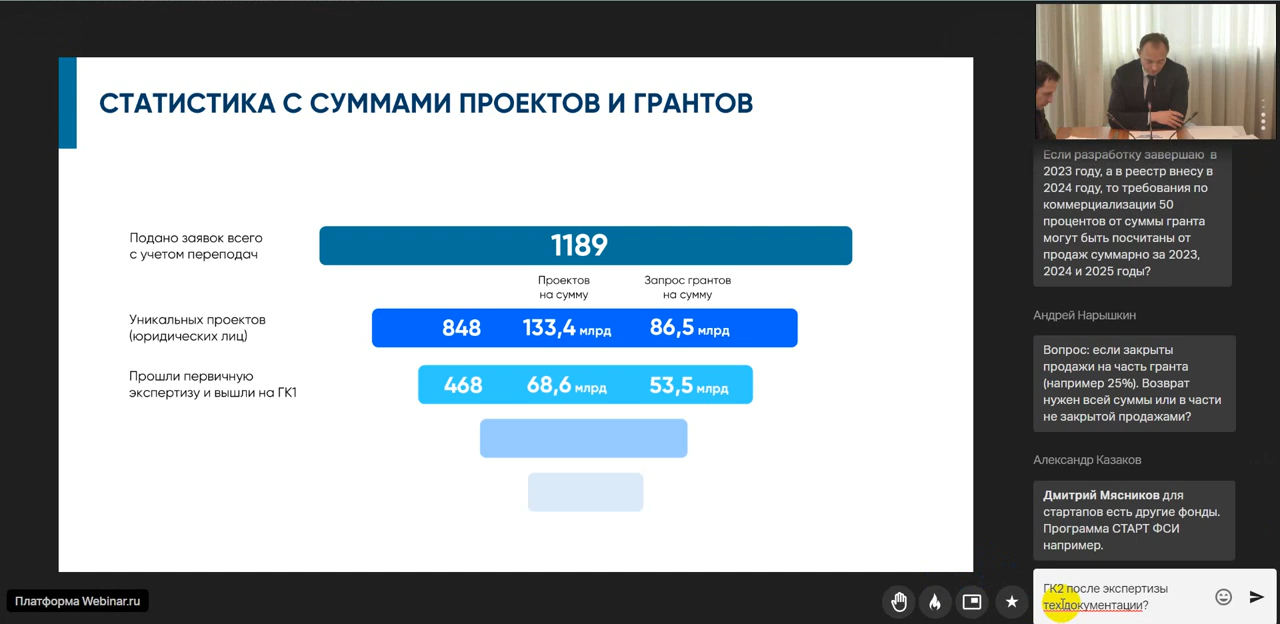 СТАТИСТИКА С СУММАМИ ПРОЕКТОВ И ГРАНТОВ
Подано заявок всего
с учетом переподач
1189
Проектов
на сумму
Запрос грантов
на сумму
Уникальных проектов
(юридических лиц)
848 133,4 млрд 86,5 млрд
Прошли первичную
экспертизу и вышли на ГК1
468 68,6 млрд 53,5 млрд
Платформа Webinar.ru
Если разработку завершаю в
2023 году, а в реестр внесу в
2024 году, то требования по
коммерциализации 50
процентов от суммы гранта
могут быть посчитаны от
продаж суммарно за 2023,
2024 и 2025 годы?
Андрей Нарышкин
Вопрос: если закрыты
продажи на часть гранта
(например 25%). Возврат
нужен всей суммы или в части
не закрытой продажами?
Александр Казаков
Дмитрий Мясников для
стартапов есть другие фонды.
Программа СТАРТ ФСИ
например.
ГК2 после экспертизы
техдокументации?